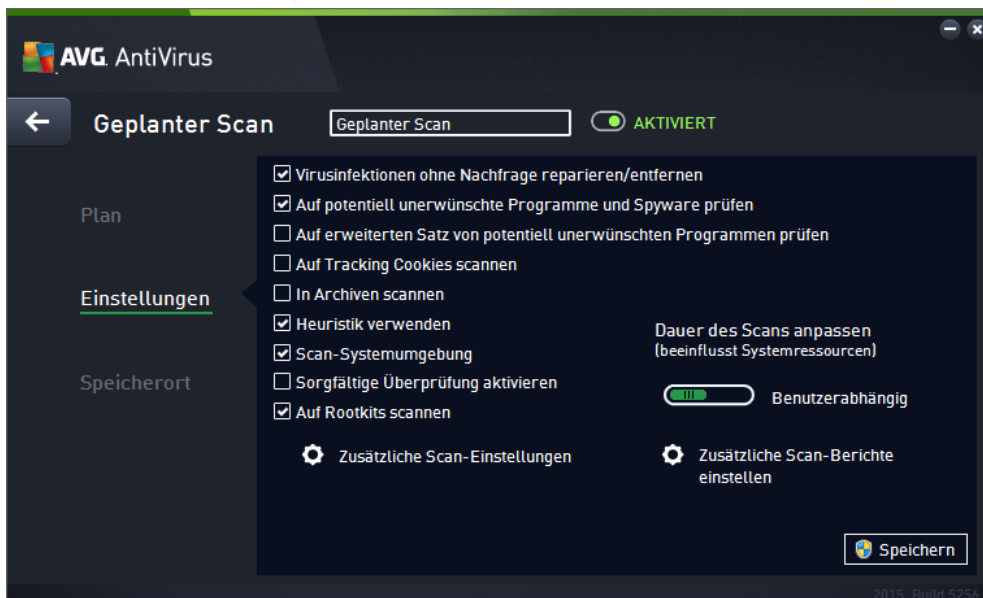 AVG. AntiVirus
Geplanter Scan
Geplanter Scan
AKTIVIERT
Plan
Einstellungen
Speicherort
Virusinfektionen ohne Nachfrage reparieren/entfernen
Auf potentiell unerwünschte Programme und Spyware prüfen
Auf erweiterten Satz von potentiell unerwünschten Programmen prüfen
Auf Tracking Cookies scannen
In Archiven scannen
Heuristik verwenden
Scan-Systemumgebung
Sorgfältige Überprüfung aktivieren
Auf Rootkits scannen
Dauer des Scans anpassen
(beeinflusst Systemressourcen)
Benutzerabhängig
Zusätzliche Scan-Einstellungen
Zusätzliche Scan-Berichte
einstellen
Speichern
2015 Build 5256